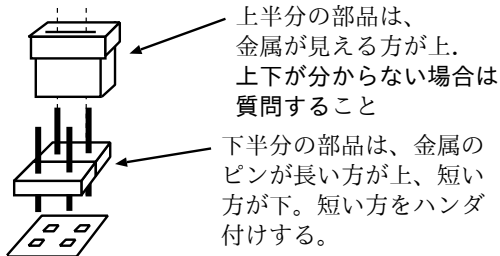 上半分の部品は、
金属が見える方が上.
上下が分からない場合は
質問すること
下半分の部品は、金属の
ピンが長い方が上、短い
方が下。短い方をハンダ
付けする。